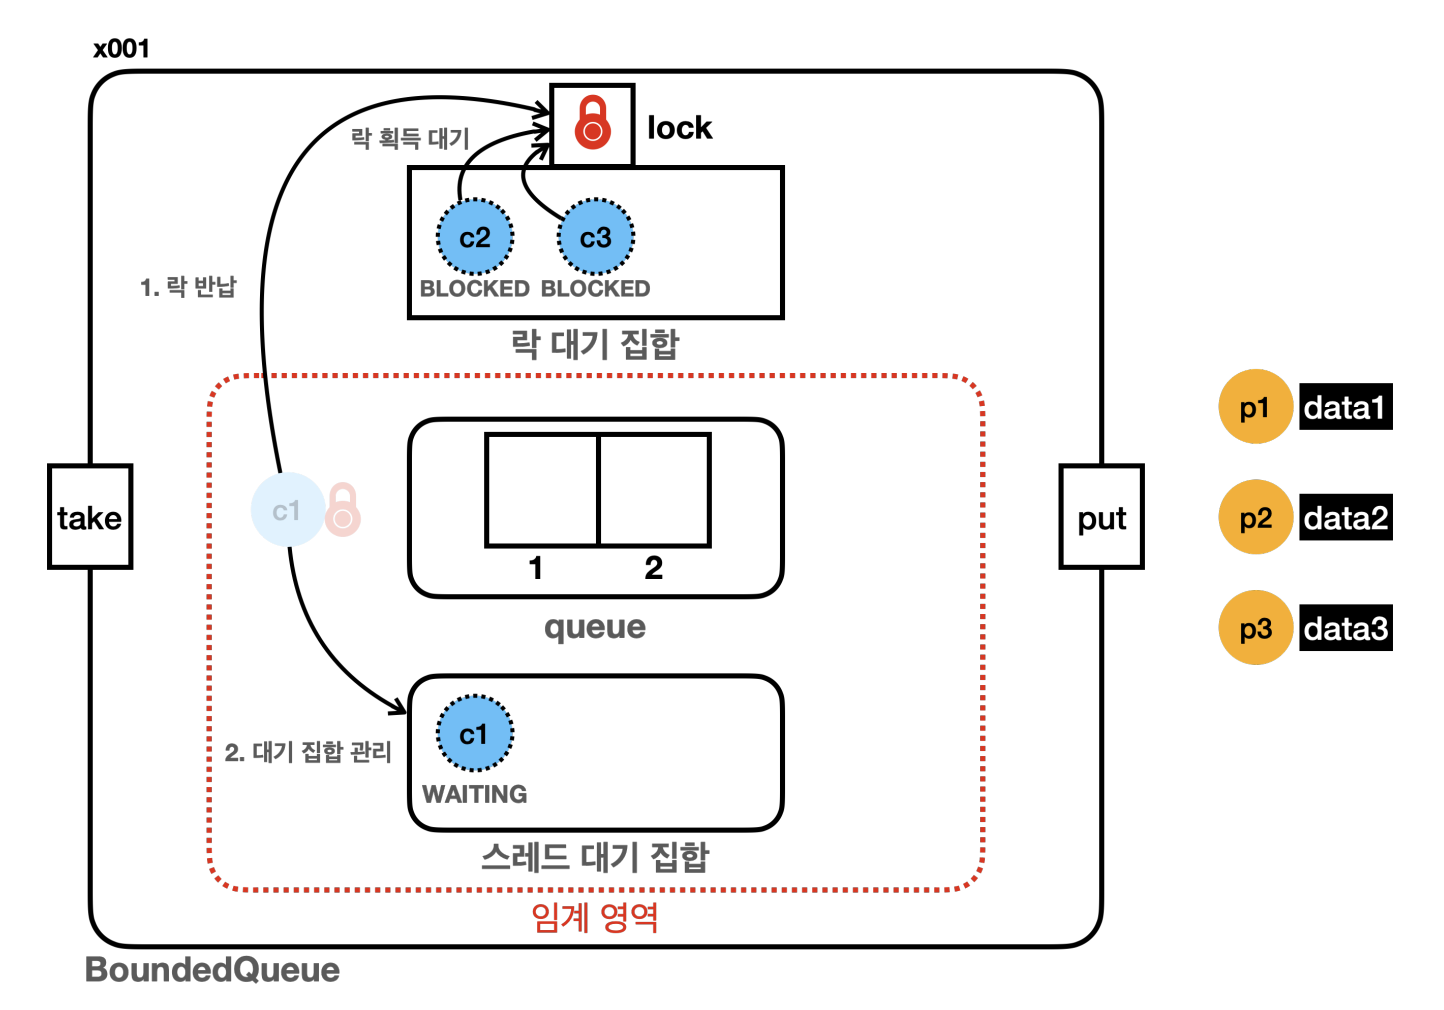 x001
lock
락 획득 대기
c2
c3
BLOCKED
BLOCKED
1. 락 반납
락 대기 집합
take
c1
1
2
queue
put
p1
data1
p2
data2
p3
data3
c1
WAITING
2. 대기 집합 관리
스레드 대기 집합
임계 영역
BoundedQueue